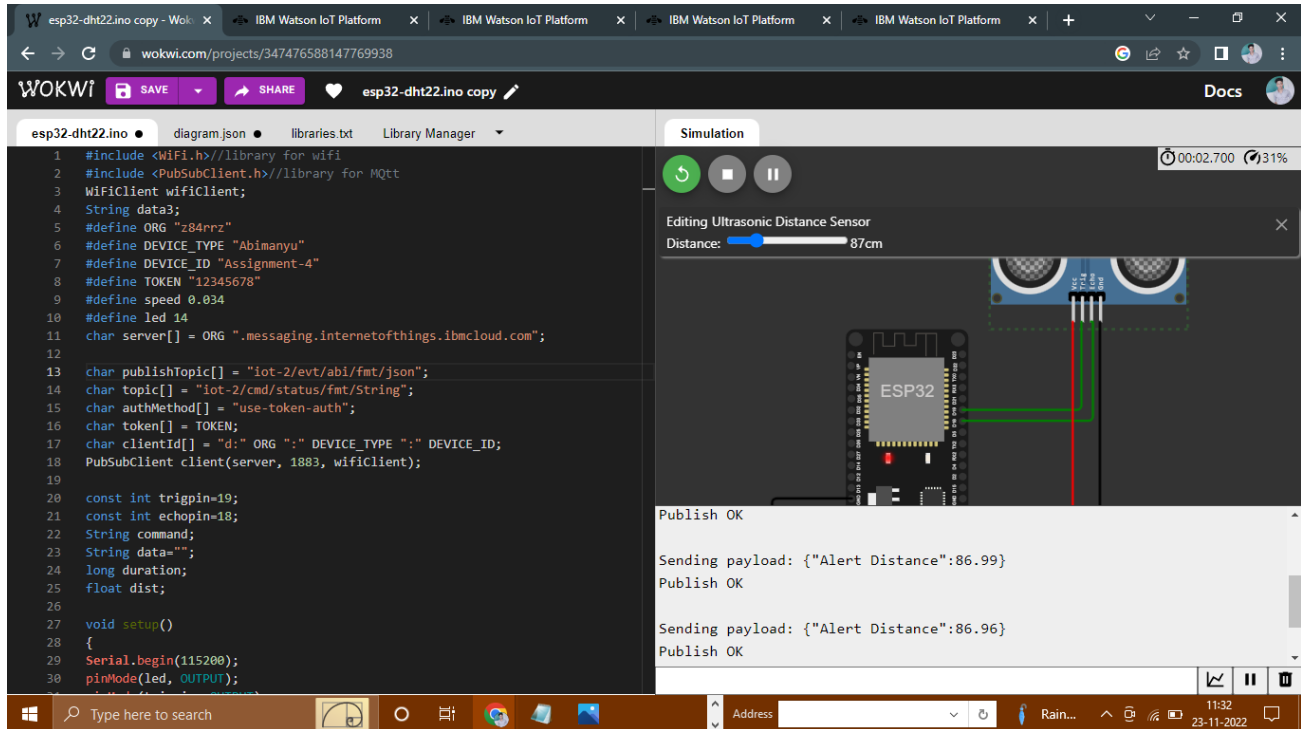 esp32-dht22.ino copy - Wok
IBM Watson IoT Platform
IBM Watson IoT Platform
IBM Watson IoT Platform
IBM Watson IoT Platform
wokwi.com/projects/347476588147769938
WOKWi
SAVE
SHARE
esp32-dht22.ino copy
Docs
esp32-dht22.ino
diagram.json
libraries.txt
Library Manager
1 #include <WiFi.h>//library for wifi
2 #include <PubSubClient.h>//library for MQtt
3 WiFiClient wifiClient;
4 String data3;
5 #define ORG "z84rrz"
6 #define DEVICE_TYPE "Abimanyu"
7 #define DEVICE_ID "Assignment-4"
8 #define TOKEN "12345678"
9 #define speed 0.034
10 #define led 14
11 char server[] = ORG ".messaging.internetofthings.ibmcloud.com";
12
13 char publishTopic[] = "iot-2/evt/abi/fmt/json";
14 char topic[] = "iot-2/cmd/status/fmt/String";
15 char authMethod[] = "use-token-auth";
16 char token[] = TOKEN;
17 char clientId[] = "d:" ORG ":" DEVICE_TYPE ":" DEVICE_ID;
18 PubSubClient client(server, 1883, wifiClient);
19
20 const int trigpin=19;
21 const int echopin=18;
22 String command;
23 String data="";
24 long duration;
25 float dist;
26
27 void setup()
28 {
29 Serial.begin(115200);
30 pinMode(led, OUTPUT);
Simulation
00:02.700
31%
Editing Ultrasonic Distance Sensor
Distance:
87cm
Vcc
Trig
Echo
Gnd
ESP32
Publish OK
Sending payload: {"Alert Distance":86.99}
Publish OK
Sending payload: {"Alert Distance":86.96}
Publish OK
Type here to search
Address
Rain...
11:32
23-11-2022